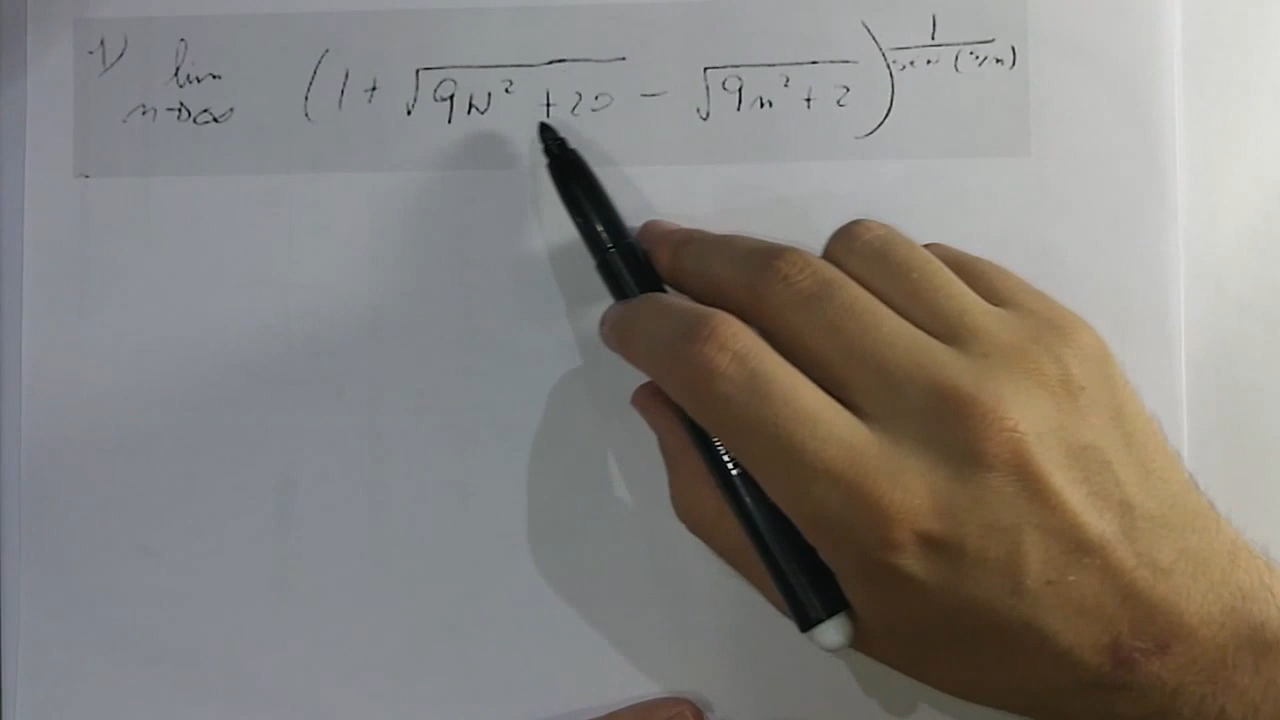 1) lim n→∞ (1 + √(9N² + 20) - √(9n² + 2))^(1/sen(3/n))